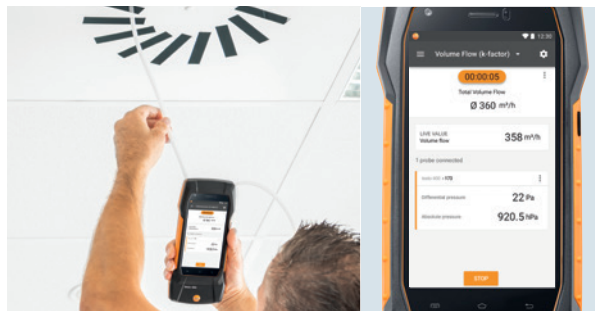 12:30
Volume Flow (k-factor)
00:00:05
Total Volume Flow
Ø 360 m³/h
LIVE VALUE
Volume flow
358 m³/h
1 probe connected
Differential pressure
22 Pa
Absolute pressure
920.5 hPa
STOP